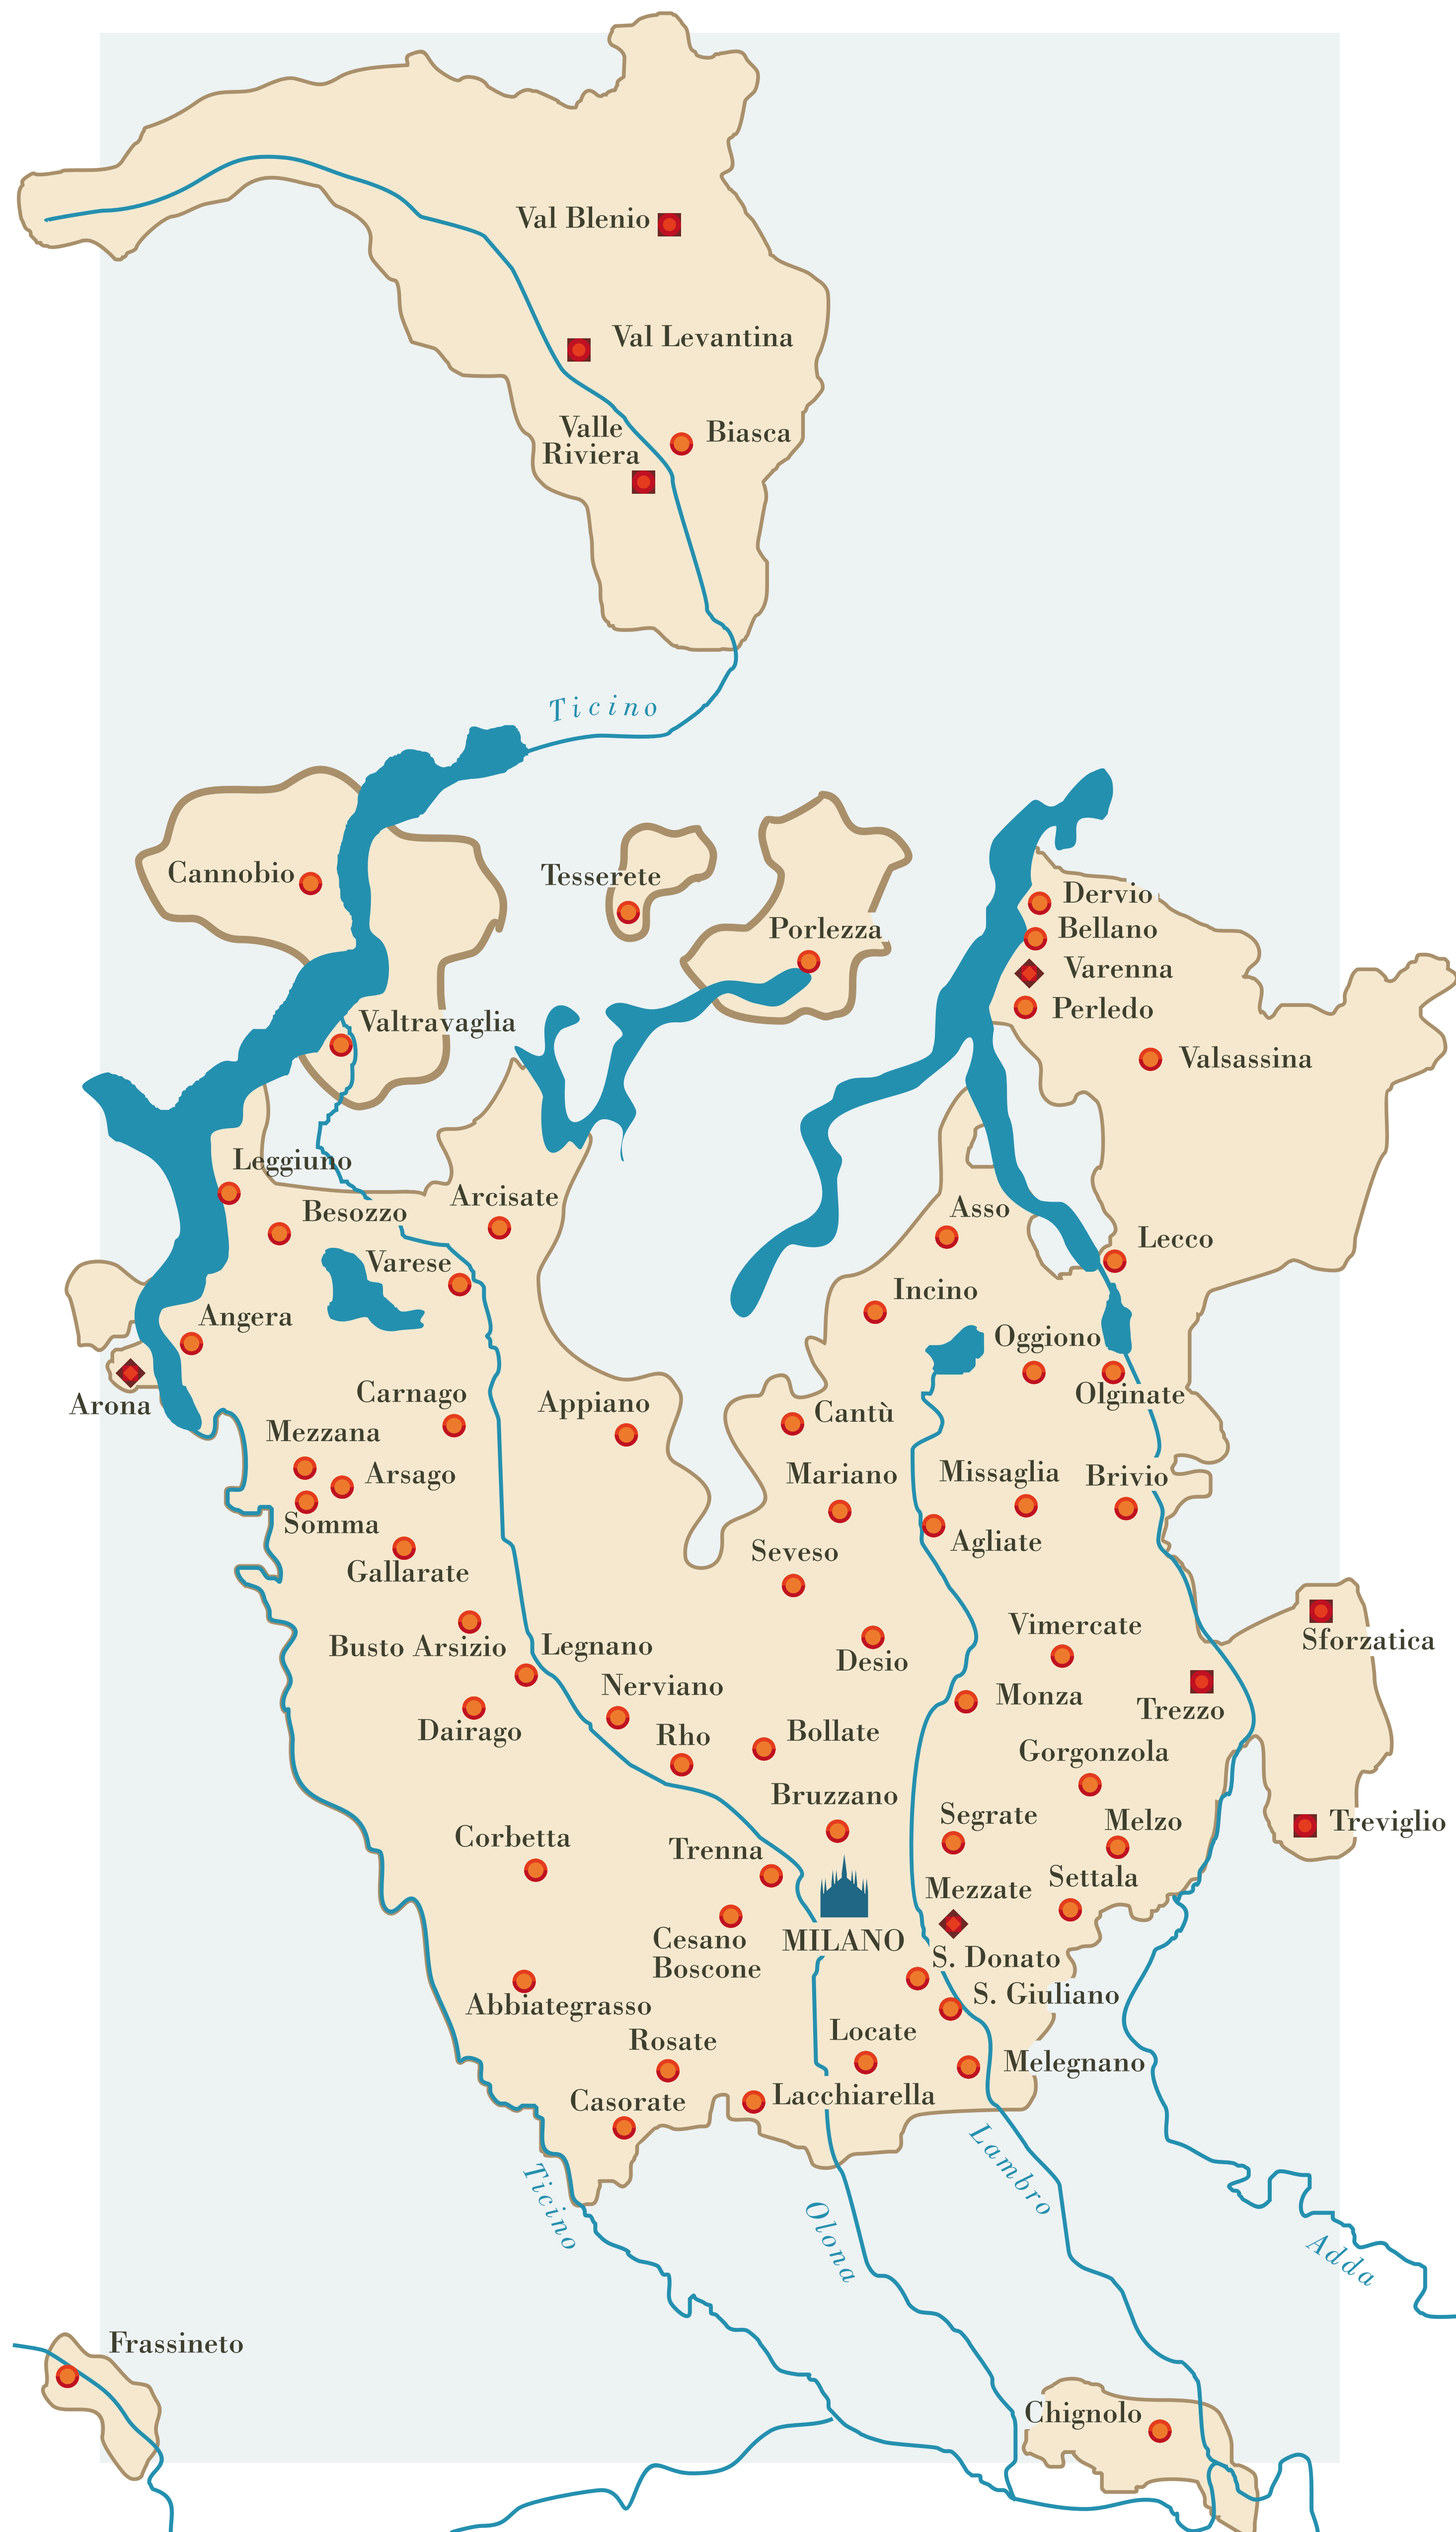 Val Blenio
Val Levantina
Valle
Riviera
Biasca
Ticino
Cannobio
Tesserete
Porlezza
Dervio
Bellano
Varenna
Perledo
Valtravaglia
Valsassina
Leggiuno
Besozzo
Arcisate
Asso
Varese
Lecco
Incino
Angera
Oggiono
Arona
Carnago
Appiano
Cantù
Olginate
Mezzana
Arsago
Mariano
Missaglia
Brivio
Somma
Agliate
Gallarate
Seveso
Busto Arsizio
Legnano
Desio
Vimercate
Sforzatica
Nerviano
Monza
Trezzo
Dairago
Rho
Bollate
Gorgonzola
Bruzzano
Segrate
Melzo
Treviglio
Corbetta
Trenna
Settala
Mezzate
Cesano
Boscone
MILANO
S. Donato
Abbiategrasso
S. Giuliano
Rosate
Locate
Melegnano
Casorate
Lacchiarella
Ticino
Olona
Lambro
Adda
Frassineto
Chignolo